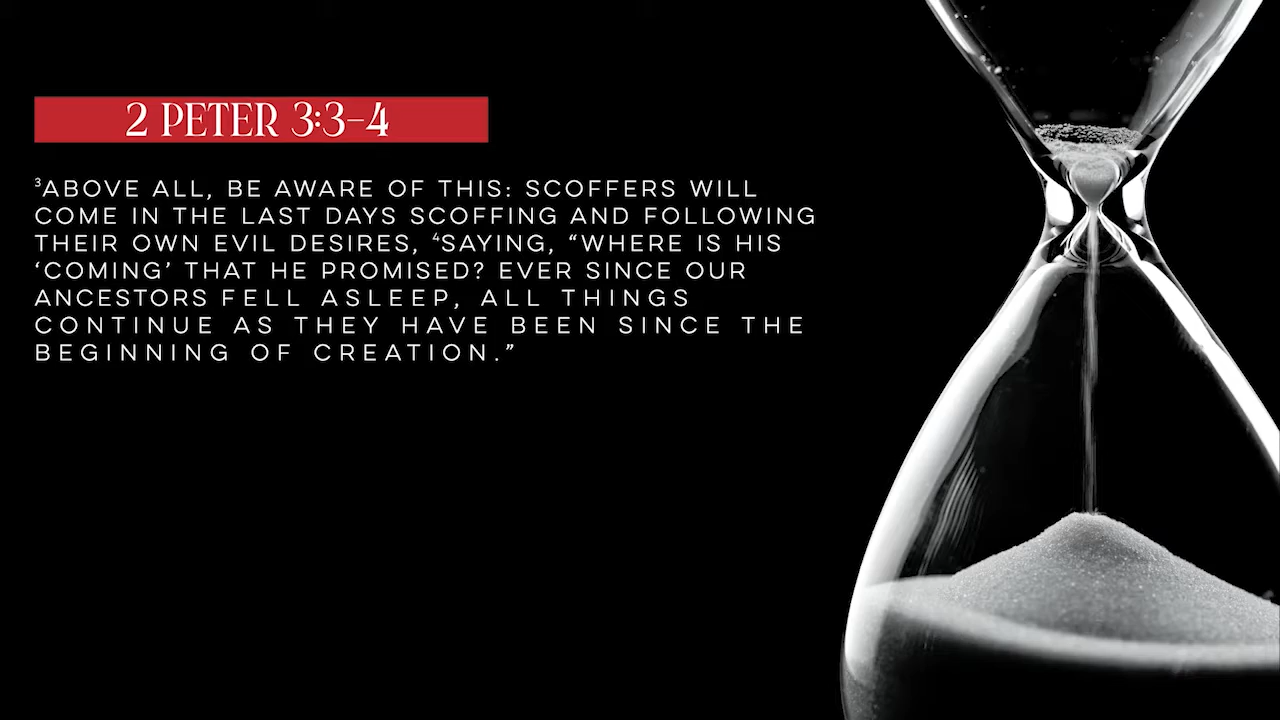 2 PETER 3:3–4
³ABOVE ALL, BE AWARE OF THIS: SCOFFERS WILL
COME IN THE LAST DAYS SCOFFING AND FOLLOWING
THEIR OWN EVIL DESIRES, ⁴SAYING, “WHERE IS HIS
‘COMING’ THAT HE PROMISED? EVER SINCE OUR
ANCESTORS FELL ASLEEP, ALL THINGS
CONTINUE AS THEY HAVE BEEN SINCE THE
BEGINNING OF CREATION.”